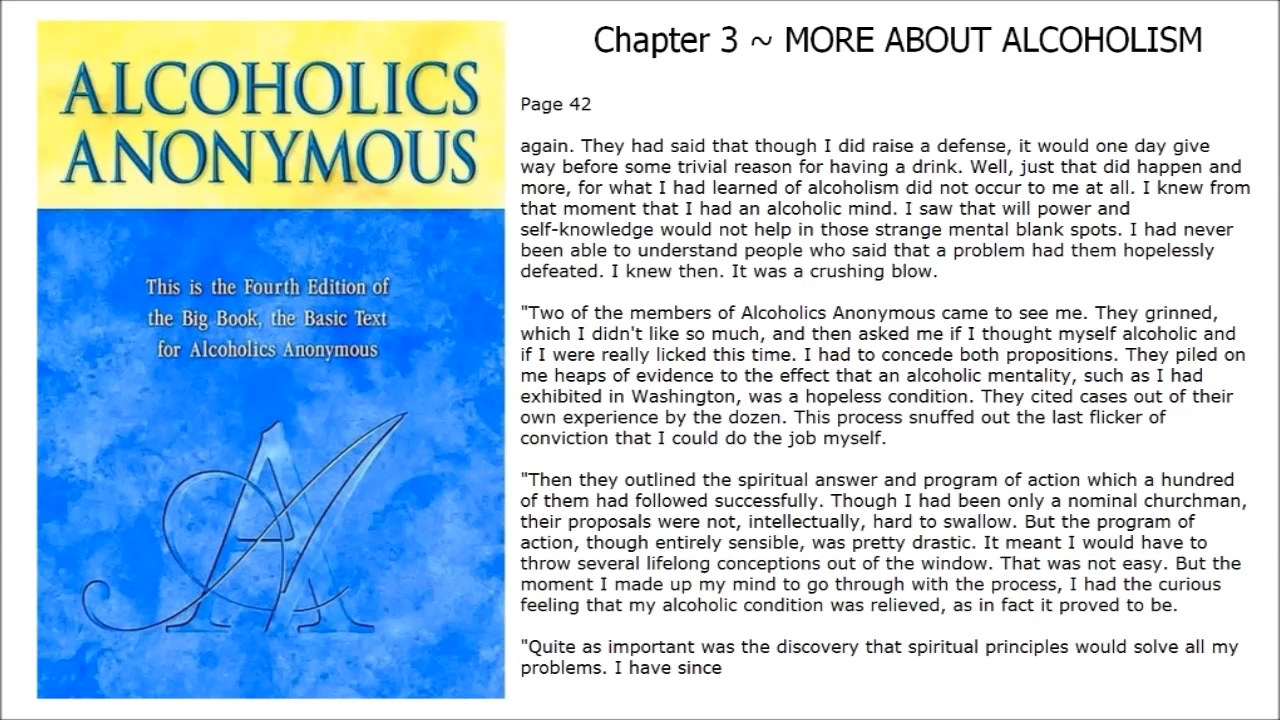 ALCOHOLICS
ANONYMOUS
This is the Fourth Edition of
the Big Book, the Basic Text
for Alcoholics Anonymous
AA
Chapter 3 ~ MORE ABOUT ALCOHOLISM
Page 42
again. They had said that though I did raise a defense, it would one day give
way before some trivial reason for having a drink. Well, just that did happen and
more, for what I had learned of alcoholism did not occur to me at all. I knew from
that moment that I had an alcoholic mind. I saw that will power and
self-knowledge would not help in those strange mental blank spots. I had never
been able to understand people who said that a problem had them hopelessly
defeated. I knew then. It was a crushing blow.
"Two of the members of Alcoholics Anonymous came to see me. They grinned,
which I didn't like so much, and then asked me if I thought myself alcoholic and
if I were really licked this time. I had to concede both propositions. They piled on
me heaps of evidence to the effect that an alcoholic mentality, such as I had
exhibited in Washington, was a hopeless condition. They cited cases out of their
own experience by the dozen. This process snuffed out the last flicker of
conviction that I could do the job myself.
"Then they outlined the spiritual answer and program of action which a hundred
of them had followed successfully. Though I had been only a nominal churchman,
their proposals were not, intellectually, hard to swallow. But the program of
action, though entirely sensible, was pretty drastic. It meant I would have to
throw several lifelong conceptions out of the window. That was not easy. But the
moment I made up my mind to go through with the process, I had the curious
feeling that my alcoholic condition was relieved, as in fact it proved to be.
"Quite as important was the discovery that spiritual principles would solve all my
problems. I have since